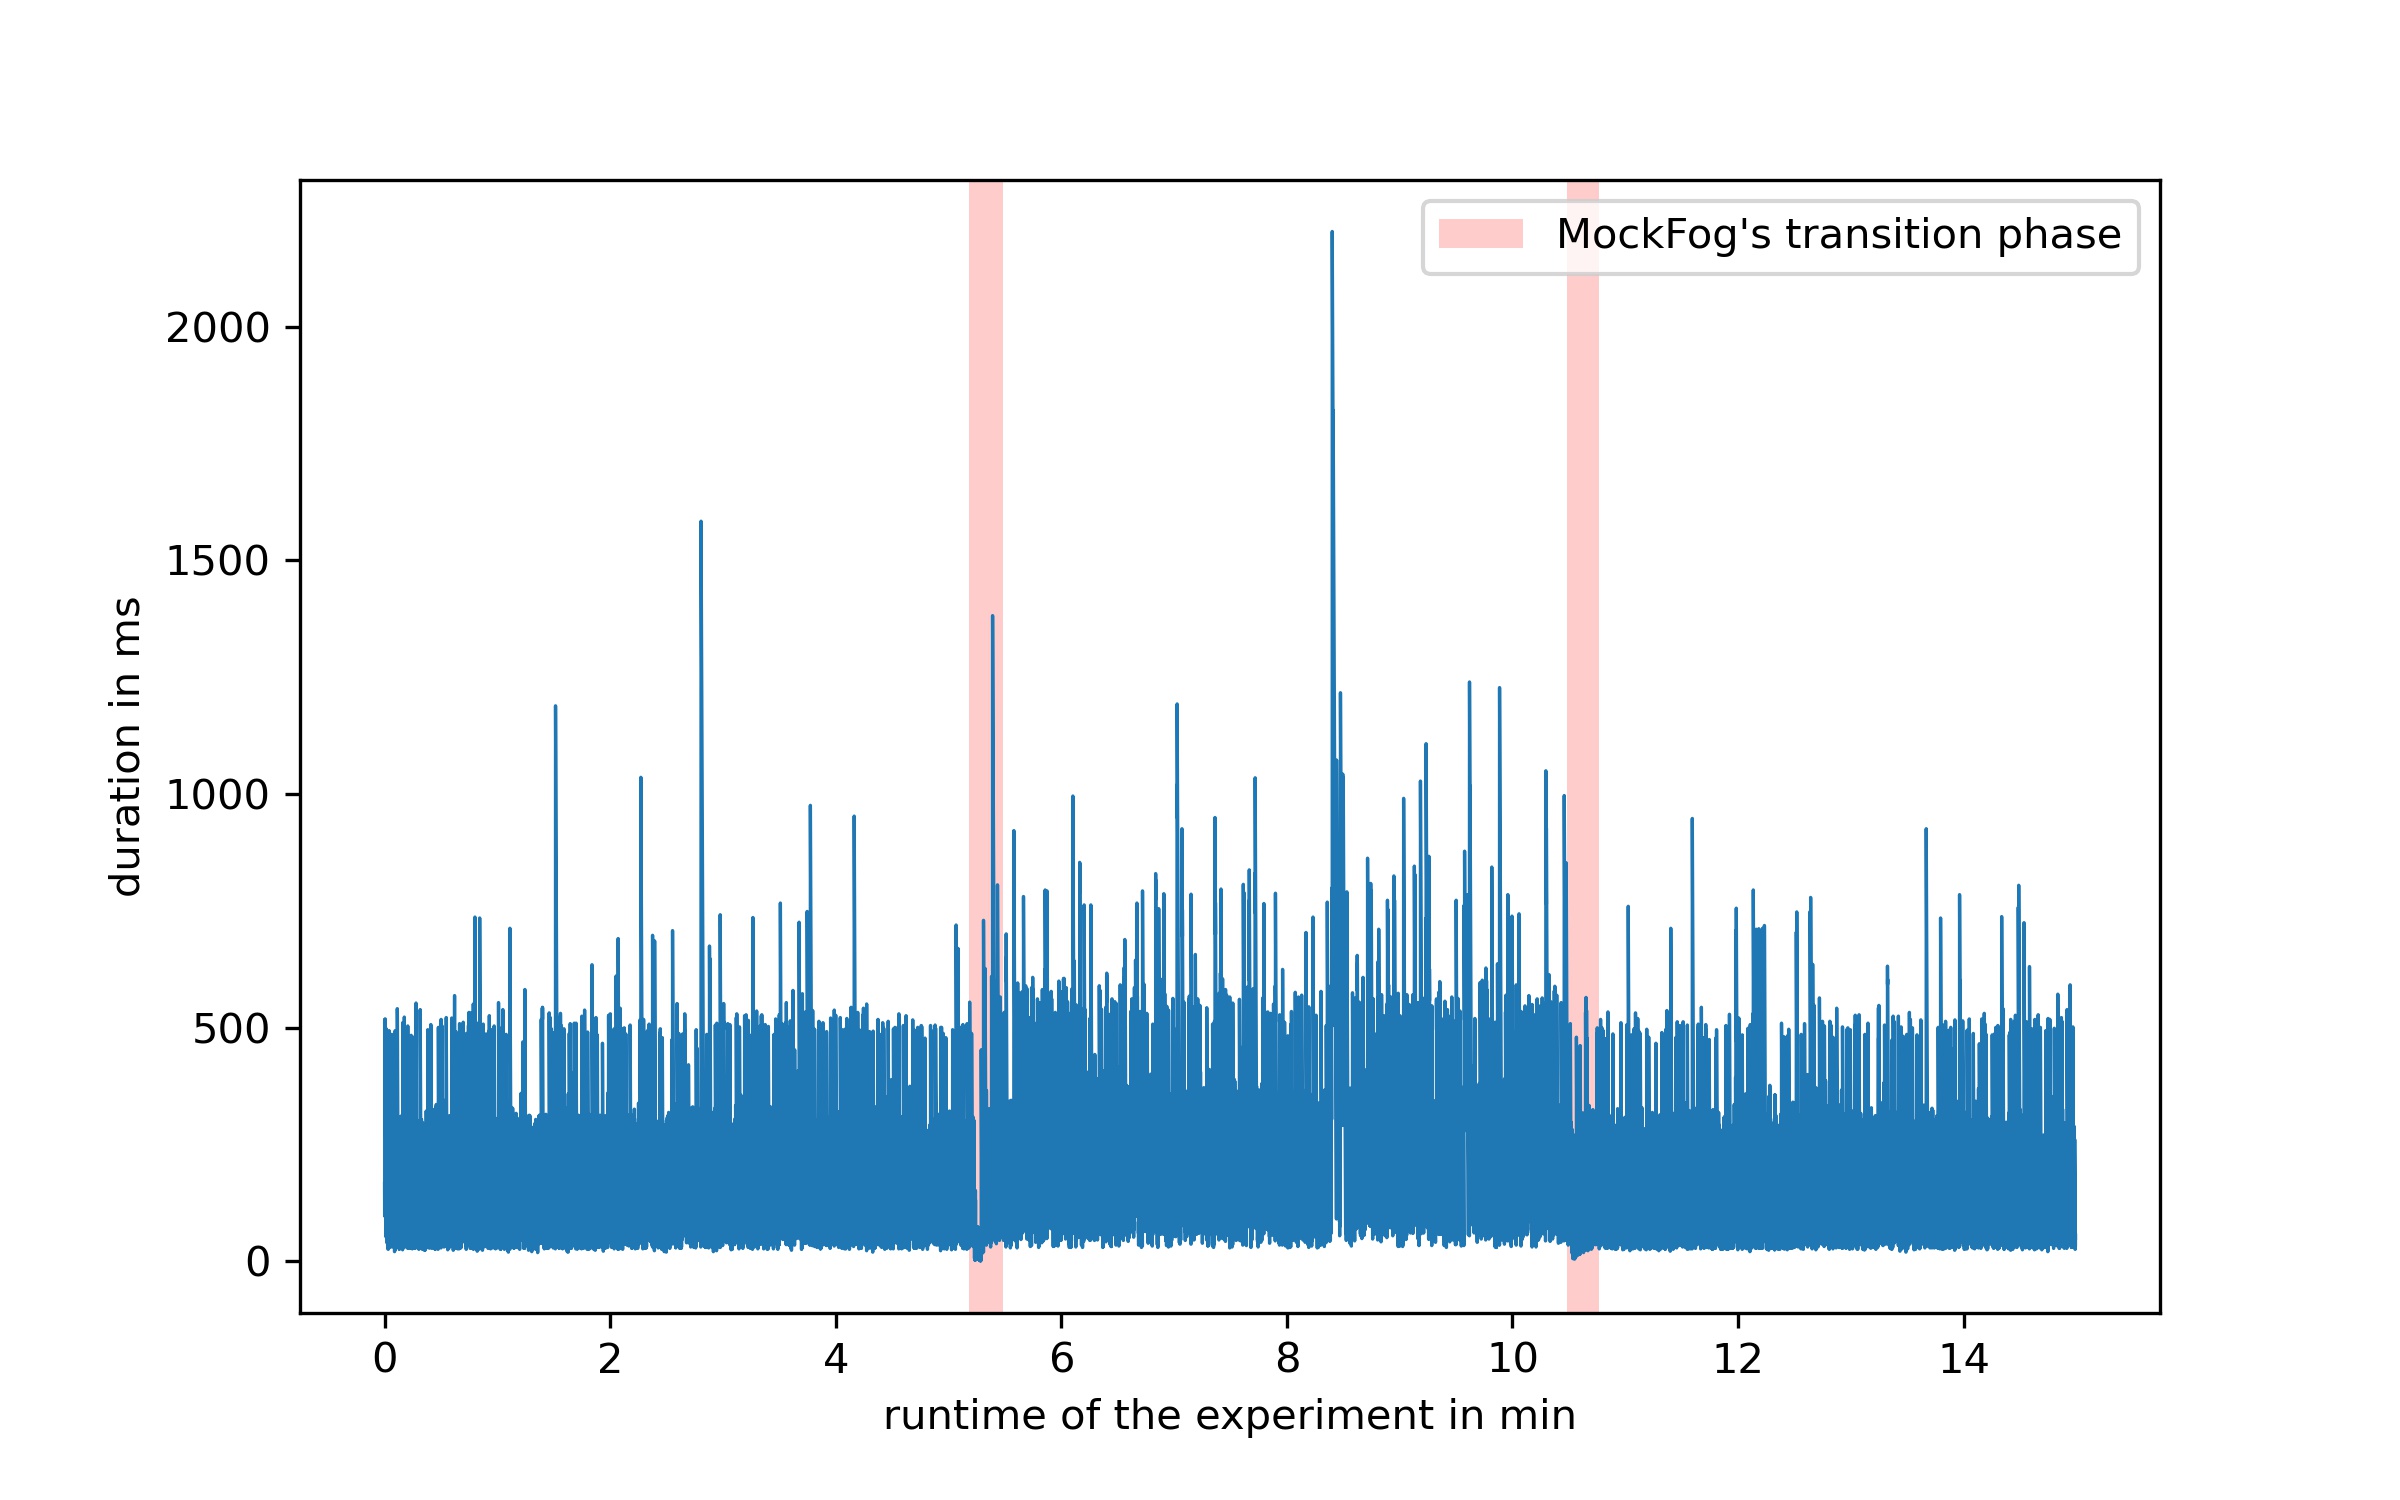 MockFog's transition phase
2000
1500
1000
500
0
duration in ms
0 2 4 6 8 10 12 14
runtime of the experiment in min